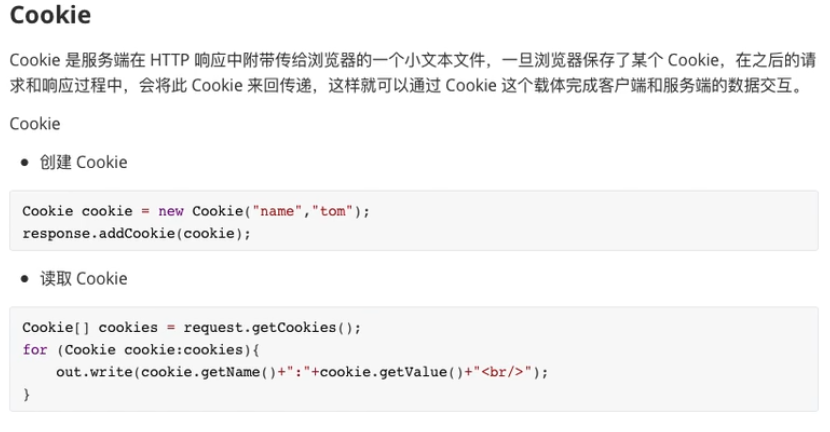 Cookie
Cookie 是服务端在 HTTP 响应中附带传给浏览器的一个小文本文件，一旦浏览器保存了某个 Cookie，在之后的请
求和响应过程中，会将此 Cookie 来回传递，这样就可以通过 Cookie 这个载体完成客户端和服务端的数据交互。
Cookie
● 创建 Cookie
Cookie cookie = new Cookie("name","tom");
response.addCookie(cookie);
● 读取 Cookie
Cookie[] cookies = request.getCookies();
for (Cookie cookie:cookies){
    out.write(cookie.getName()+":"+cookie.getValue()+"<br/>");
}